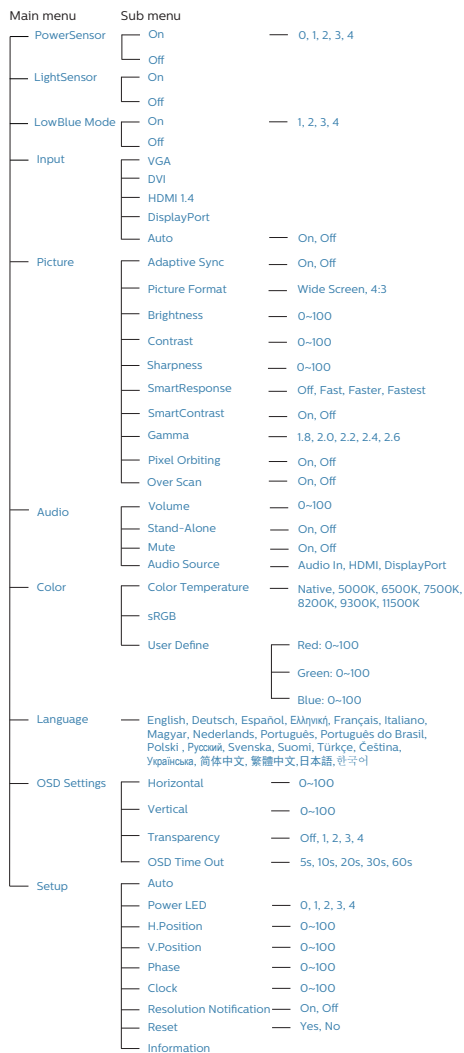 Main menu Sub menu
PowerSensor On 0, 1, 2, 3, 4
Off
LightSensor On
Off
LowBlue Mode On 1, 2, 3, 4
Off
Input VGA
DVI
HDMI 1.4
DisplayPort
Auto On, Off
Picture Adaptive Sync On, Off
Picture Format Wide Screen, 4:3
Brightness 0~100
Contrast 0~100
Sharpness 0~100
SmartResponse Off, Fast, Faster, Fastest
SmartContrast On, Off
Gamma 1.8, 2.0, 2.2, 2.4, 2.6
Pixel Orbiting On, Off
Over Scan On, Off
Audio Volume 0~100
Stand-Alone On, Off
Mute On, Off
Audio Source Audio In, HDMI, DisplayPort
Color Color Temperature Native, 5000K, 6500K, 7500K,
8200K, 9300K, 11500K
sRGB
User Define Red: 0~100
Green: 0~100
Blue: 0~100
Language English, Deutsch, Español, Ελληνική, Français, Italiano,
Magyar, Nederlands, Português, Português do Brasil,
Polski , Русский, Svenska, Suomi, Türkçe, Čeština,
Українська, 简体中文, 繁體中文,日本語,한국어
OSD Settings Horizontal 0~100
Vertical 0~100
Transparency Off, 1, 2, 3, 4
OSD Time Out 5s, 10s, 20s, 30s, 60s
Setup Auto
Power LED 0, 1, 2, 3, 4
H.Position 0~100
V.Position 0~100
Phase 0~100
Clock 0~100
Resolution Notification On, Off
Reset Yes, No
Information